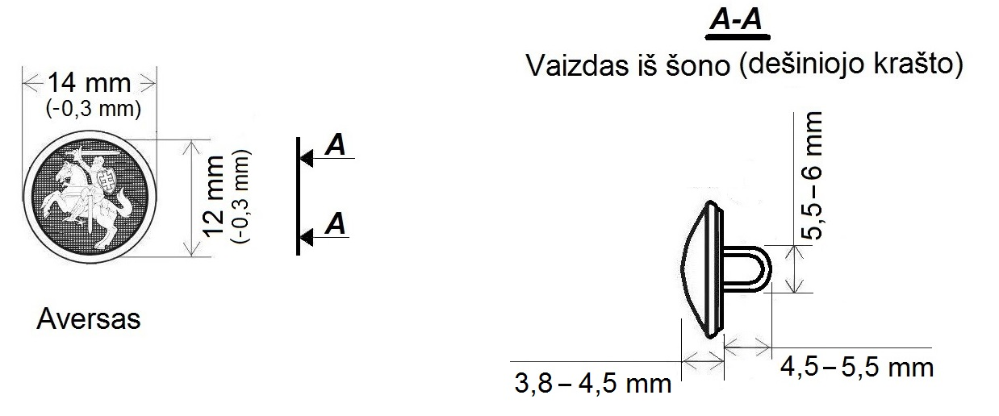 14 mm
(-0,3 mm)
12 mm
(-0,3 mm)
A
A
Aversas
A-A
Vaizdas iš šono (dešiniojo krašto)
5,5–6 mm
4,5–5,5 mm
3,8–4,5 mm